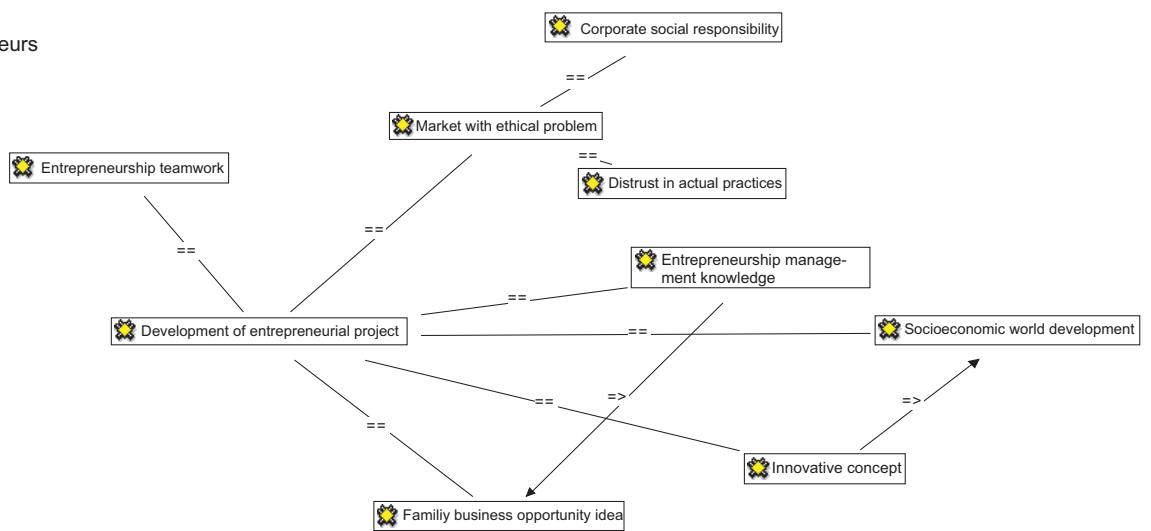 Corporate social responsibility
eurs
==
Market with ethical problem
==
Entrepreneurship teamwork
Distrust in actual practices
==
==
Entrepreneurship manage-
ment knowledge
==
Development of entrepreneurial project
==
Socioeconomic world development
=>
==
=>
==
Innovative concept
Familiy business opportunity idea